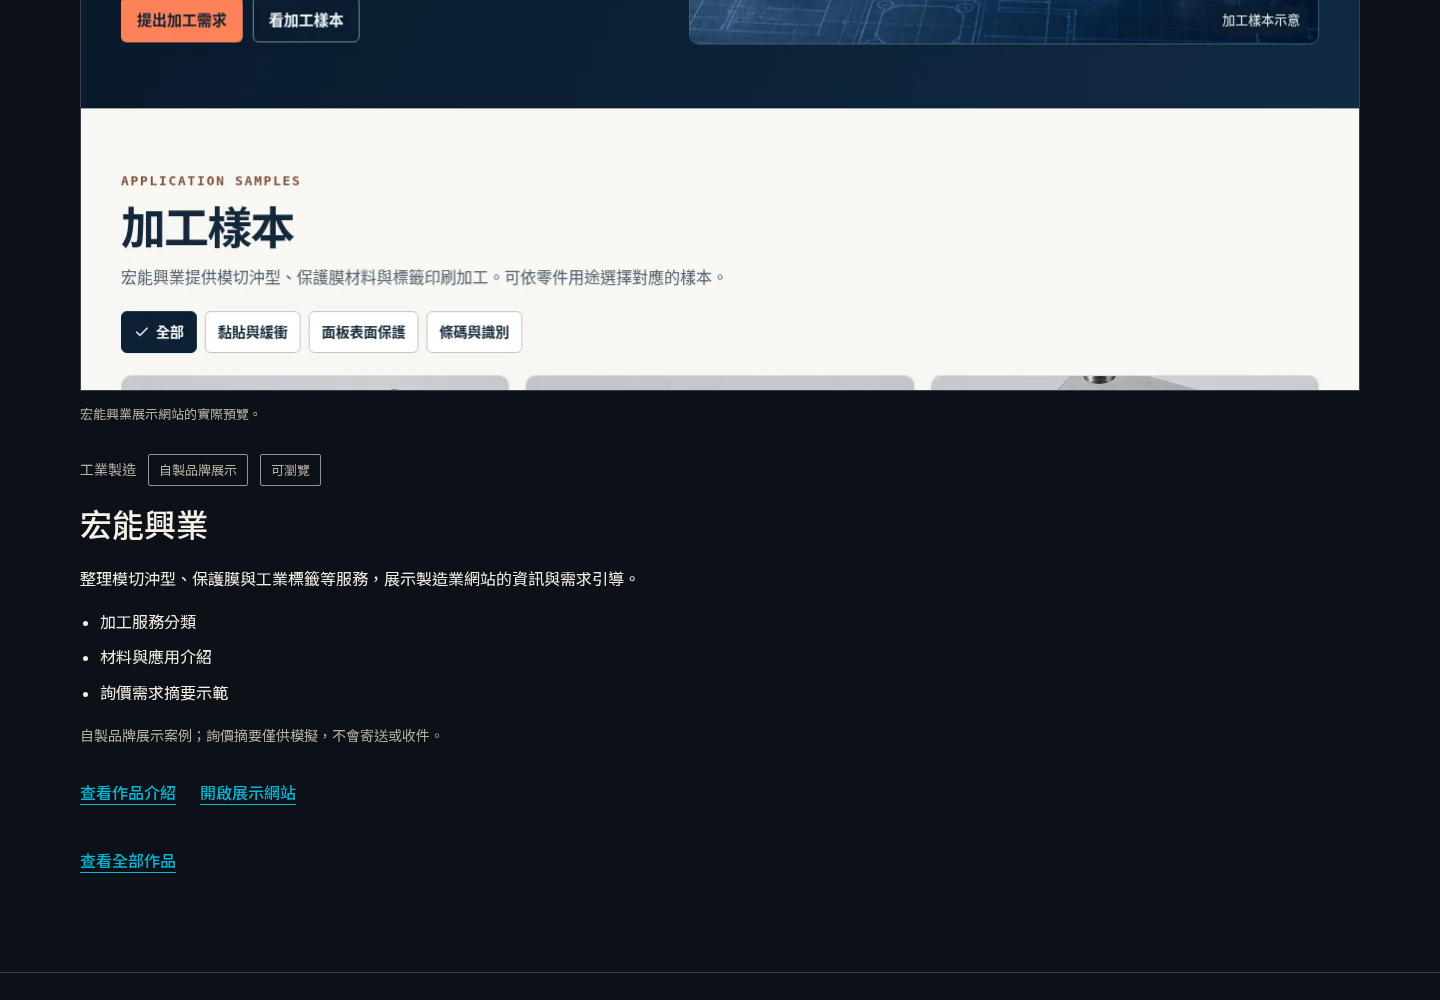 提出加工需求 看加工樣本
加工樣本示意
APPLICATION SAMPLES
加工樣本
宏能興業提供模切沖型、保護膜材料與標籤印刷加工。可依零件用途選擇對應的樣本。
全部 黏貼與緩衝 面板表面保護 條碼與識別
宏能興業展示網站的實際預覽。
工業製造 自製品牌展示 可瀏覽
宏能興業
整理模切沖型、保護膜與工業標籤等服務，展示製造業網站的資訊與需求引導。
• 加工服務分類
• 材料與應用介紹
• 詢價需求摘要示範
自製品牌展示案例；詢價摘要僅供模擬，不會寄送或收件。
查看作品介紹 開啟展示網站
查看全部作品